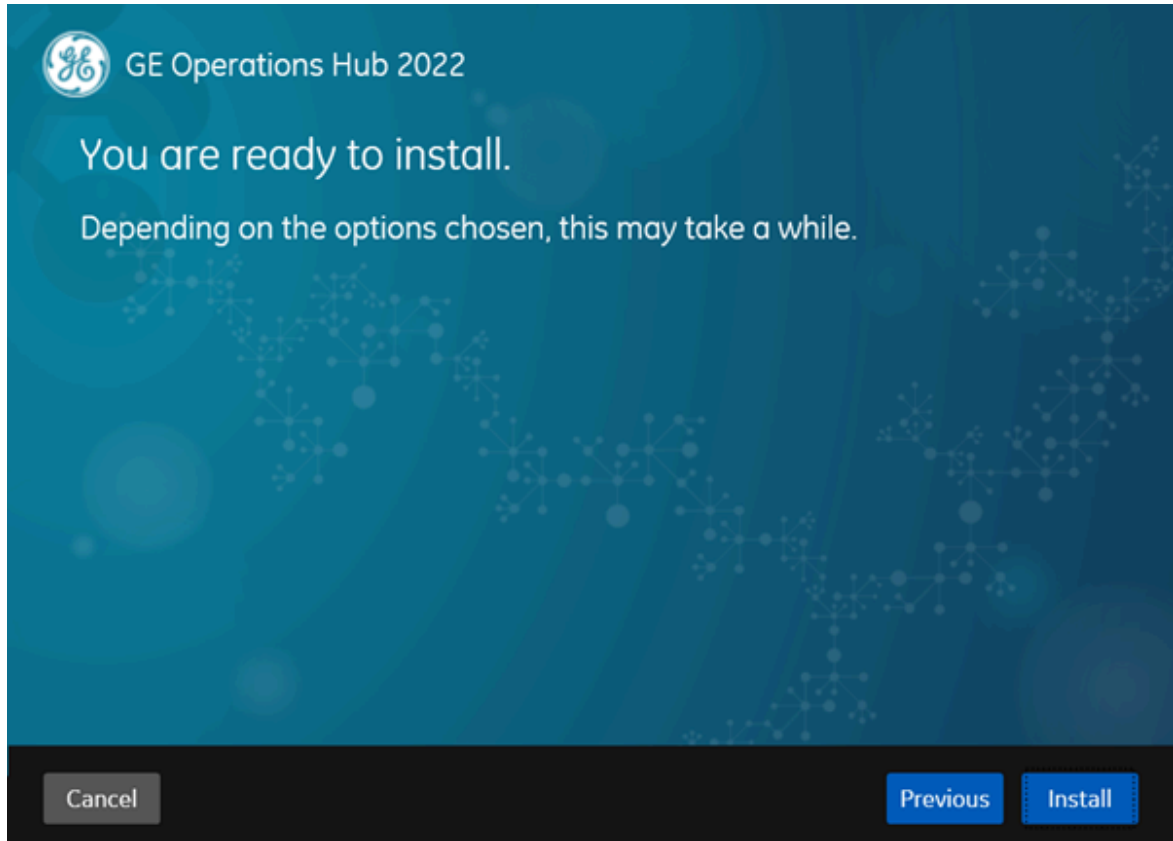 GE Operations Hub 2022
You are ready to install.
Depending on the options chosen, this may take a while.
Cancel
Previous
Install